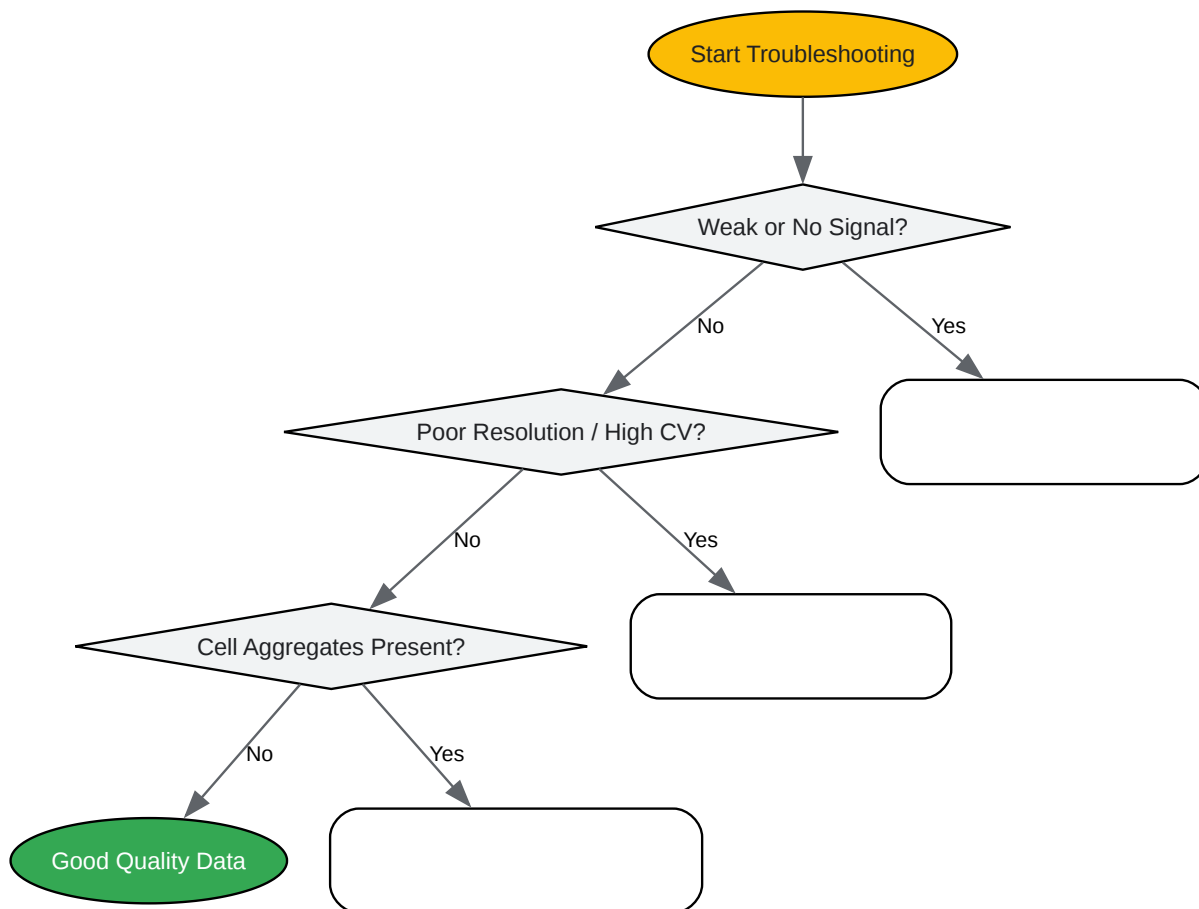 Start Troubleshooting
Weak or No Signal?
No
Yes
Poor Resolution / High CV?
No
Yes
Cell Aggregates Present?
No
Yes
Good Quality Data